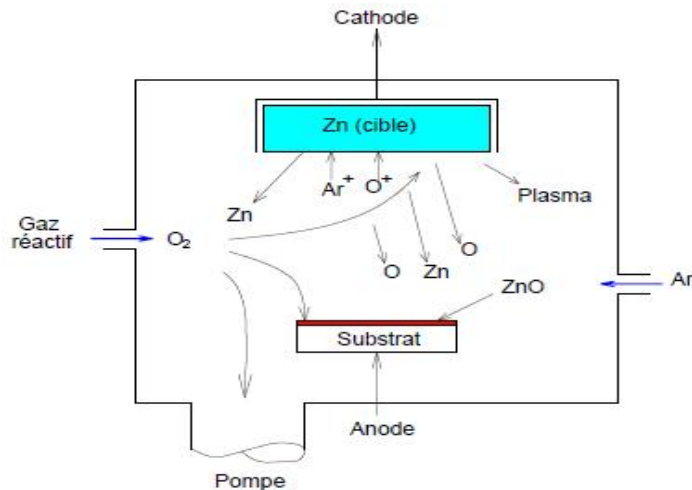 Cathode
Zn (cible)
Ar+ O+
Plasma
Zn
Gaz
réactif
O2
O
O
Zn
ZnO
Ar
Substrat
Anode
Pompe